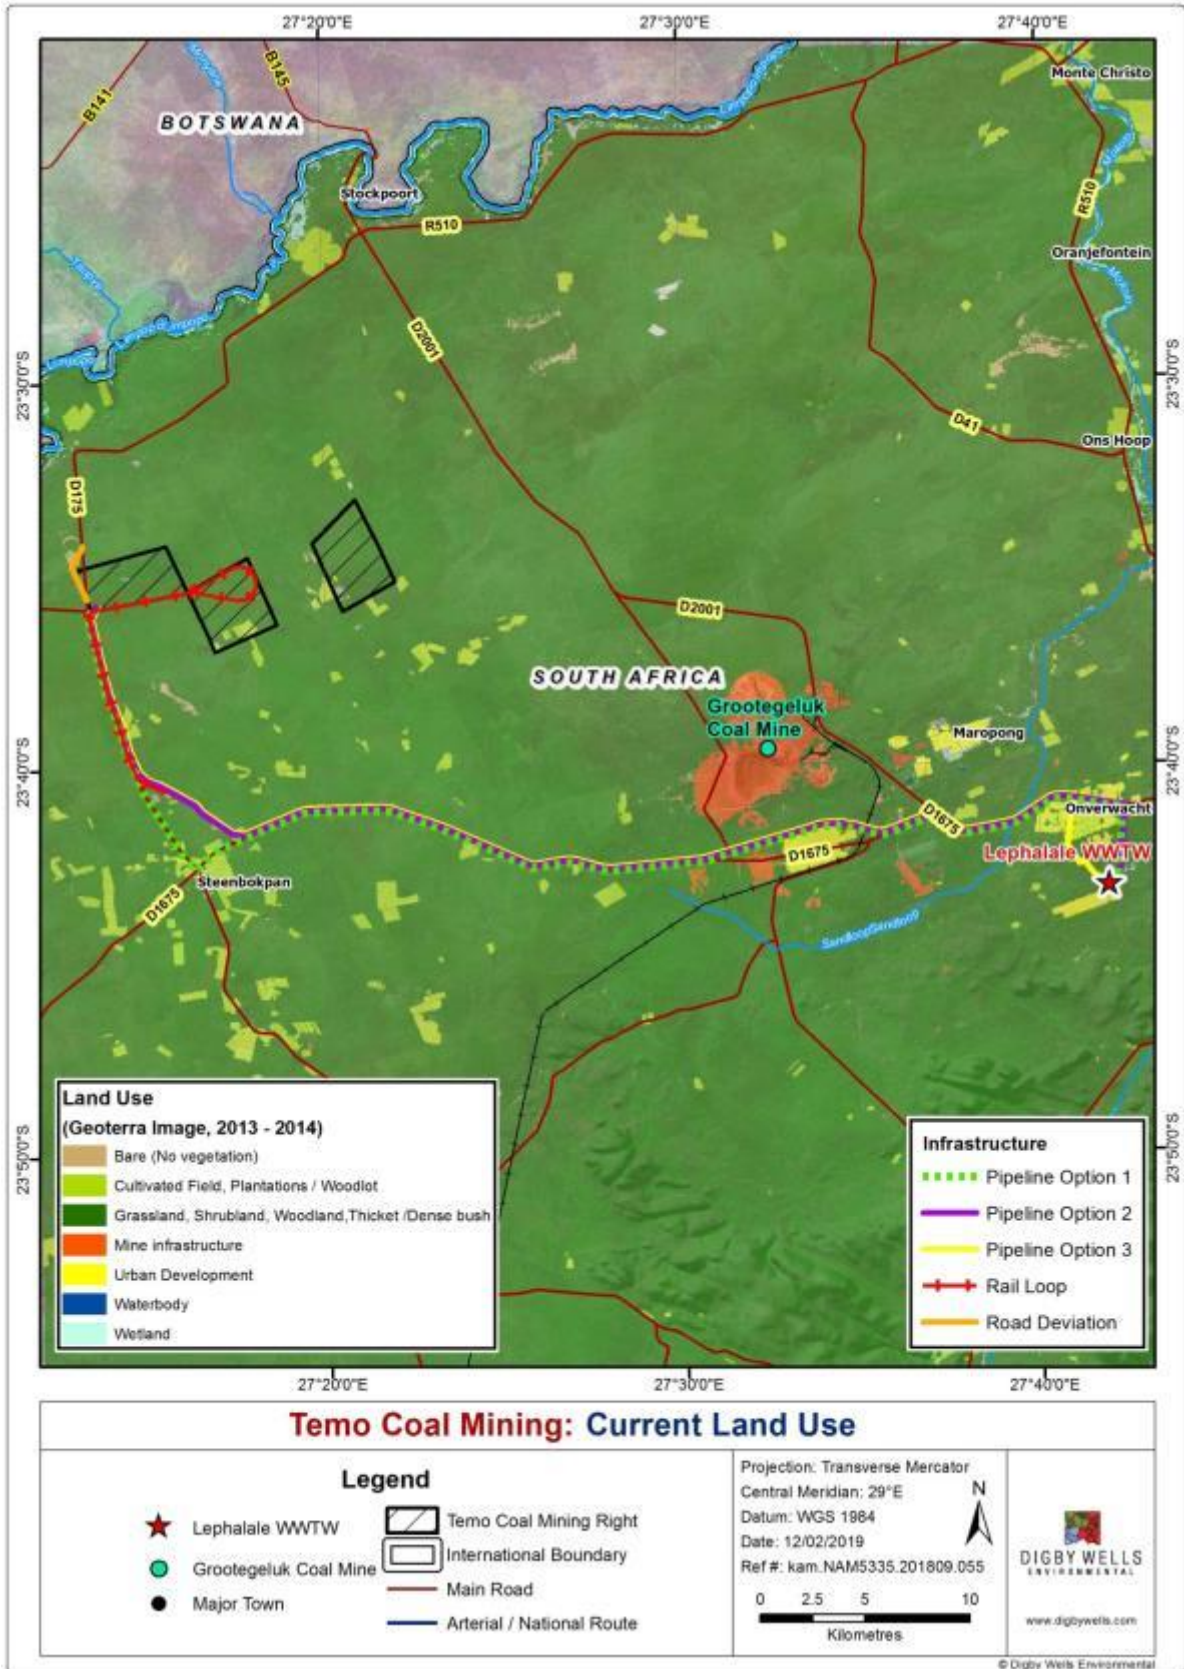 27°20'0"E
27°30'0"E
27°40'0"E
Monte Christo
B145
B141
BOTSWANA
Mokolo
Stockpoort
R510
R510
Oranjefontein
D2001
23°30'0"S
23°30'0"S
D41
Ons Hoop
D175
D2001
SOUTH AFRICA
Grootegeluk
Coal Mine
Maropong
23°40'0"S
23°40'0"S
Onverwacht
D1675
D1675
Lephalale WWTW
Steenbokpan
D1675
SandloopSandloop
Land Use
(Geoterra Image, 2013 - 2014)
Bare (No vegetation)
Cultivated Field, Plantations / Woodlot
Grassland, Shrubland, Woodland,Thicket /Dense bush
Mine infrastructure
Urban Development
Waterbody
Wetland
Infrastructure
Pipeline Option 1
Pipeline Option 2
Pipeline Option 3
Rail Loop
Road Deviation
23°50'0"S
23°50'0"S
27°20'0"E
27°30'0"E
27°40'0"E
Temo Coal Mining: Current Land Use
Legend
Lephalale WWTW
Grootegeluk Coal Mine
Major Town
Temo Coal Mining Right
International Boundary
Main Road
Arterial / National Route
Projection: Transverse Mercator
Central Meridian: 29°E
Datum: WGS 1984
Date: 12/02/2019
Ref #: kam.NAM5335.201809.055
N
0 2.5 5 10
Kilometres
DIGBY WELLS
ENVIRONMENTAL
www.digbywells.com
© Digby Wells Environmental